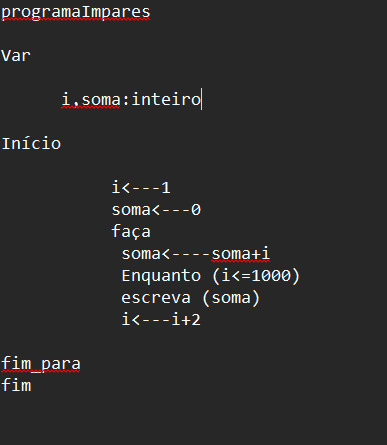 programaImpares
Var
i,soma:inteiro
Início
i<---1
soma<---0
faça
soma<----soma+i
Enquanto (i<=1000)
escreva (soma)
i<---i+2
fim_para
fim